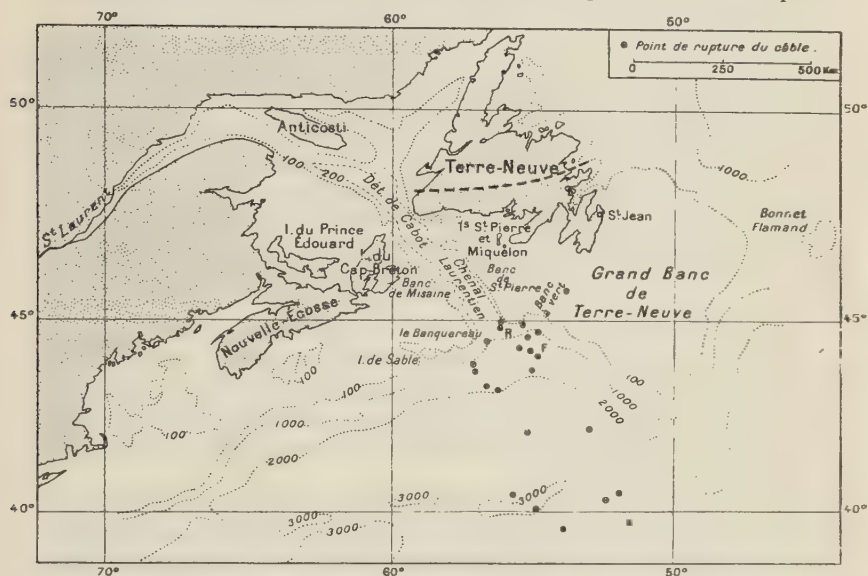 ● Point de rupture du câble.
0 250 500 Km
50°
50°
45°
45°
40°
40°
70°
60°
50°
70°
60°
50°
Anticosti
Terre-Neuve
St Laurent
100
200
Dét. de Cabot
I. du Prince
Édouard
I. du
Cap-Breton
Banc
de Misaine
Is St Pierre
et
Miquelon
St Jean
Banc
de
St Pierre
Chenal
Laurentien
Banc vert
Grand Banc
de
Terre-Neuve
Bonnet
Flamand
1000
Nouvelle-Écosse
le Banquereau
I. de Sable
R
F
100
100
1000
2000
100
1000
2000
3000
3000
3000
3000